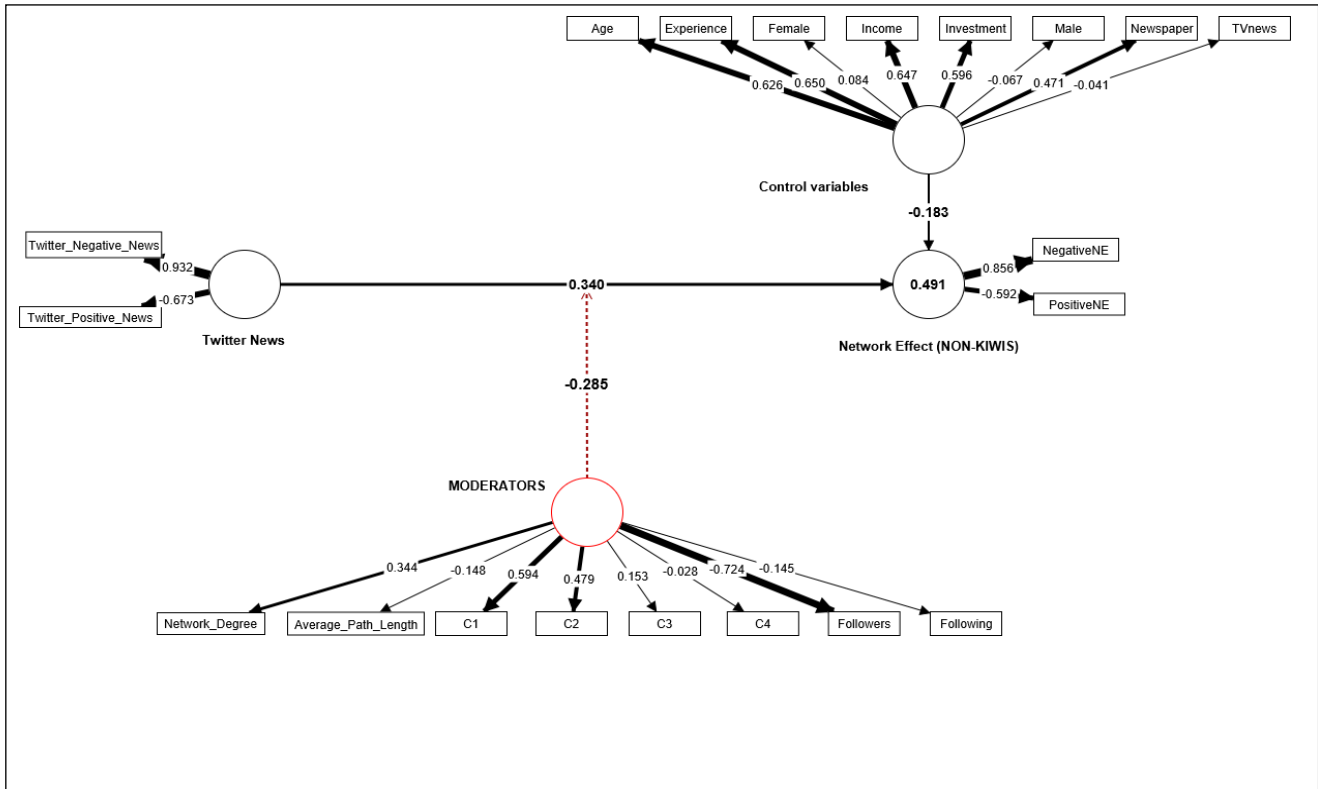 Age
Experience
Female
Income
Investment
Male
Newspaper
TVnews
0.626
0.650
0.084
0.647
0.596
-0.067
0.471
-0.041
Control variables
-0.183
Twitter_Negative_News
0.932
-0.673
Twitter_Positive_News
Twitter News
0.340
0.491
0.856
-0.592
NegativeNE
PositiveNE
Network Effect (NON-KIWIS)
-0.285
MODERATORS
0.344
-0.148
0.594
0.479
0.153
-0.028
-0.724
-0.145
Network_Degree
Average_Path_Length
C1
C2
C3
C4
Followers
Following